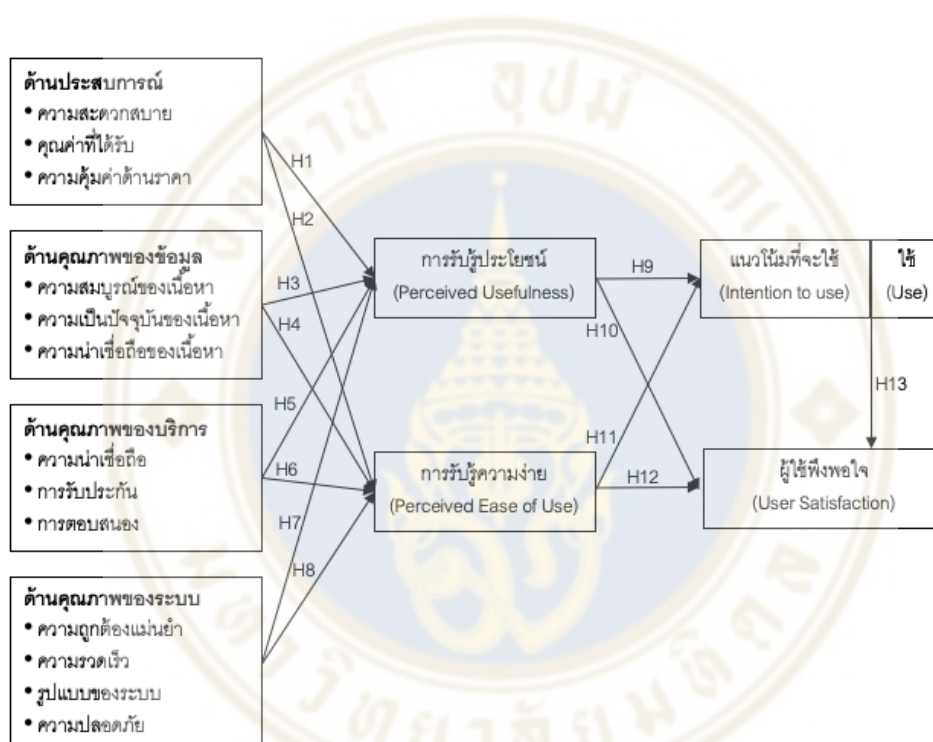 ด้านประสบการณ์
• ความสะดวกสบาย
• คุณค่าที่ได้รับ
• ความคุ้มค่าด้านราคา
ด้านคุณภาพของข้อมูล
• ความสมบูรณ์ของเนื้อหา
• ความเป็นปัจจุบันของเนื้อหา
• ความน่าเชื่อถือของเนื้อหา
ด้านคุณภาพของบริการ
• ความน่าเชื่อถือ
• การรับประกัน
• การตอบสนอง
ด้านคุณภาพของระบบ
• ความถูกต้องแม่นยำ
• ความรวดเร็ว
• รูปแบบของระบบ
• ความปลอดภัย
H1
H2
H3
H4
H5
H6
H7
H8
การรับรู้ประโยชน์
(Perceived Usefulness)
การรับรู้ความง่าย
(Perceived Ease of Use)
H9
H10
H11
H12
แนวโน้มที่จะใช้
(Intention to use)
ใช้
(Use)
H13
ผู้ใช้พึงพอใจ
(User Satisfaction)
มหาวิทยาลัยมหิดล